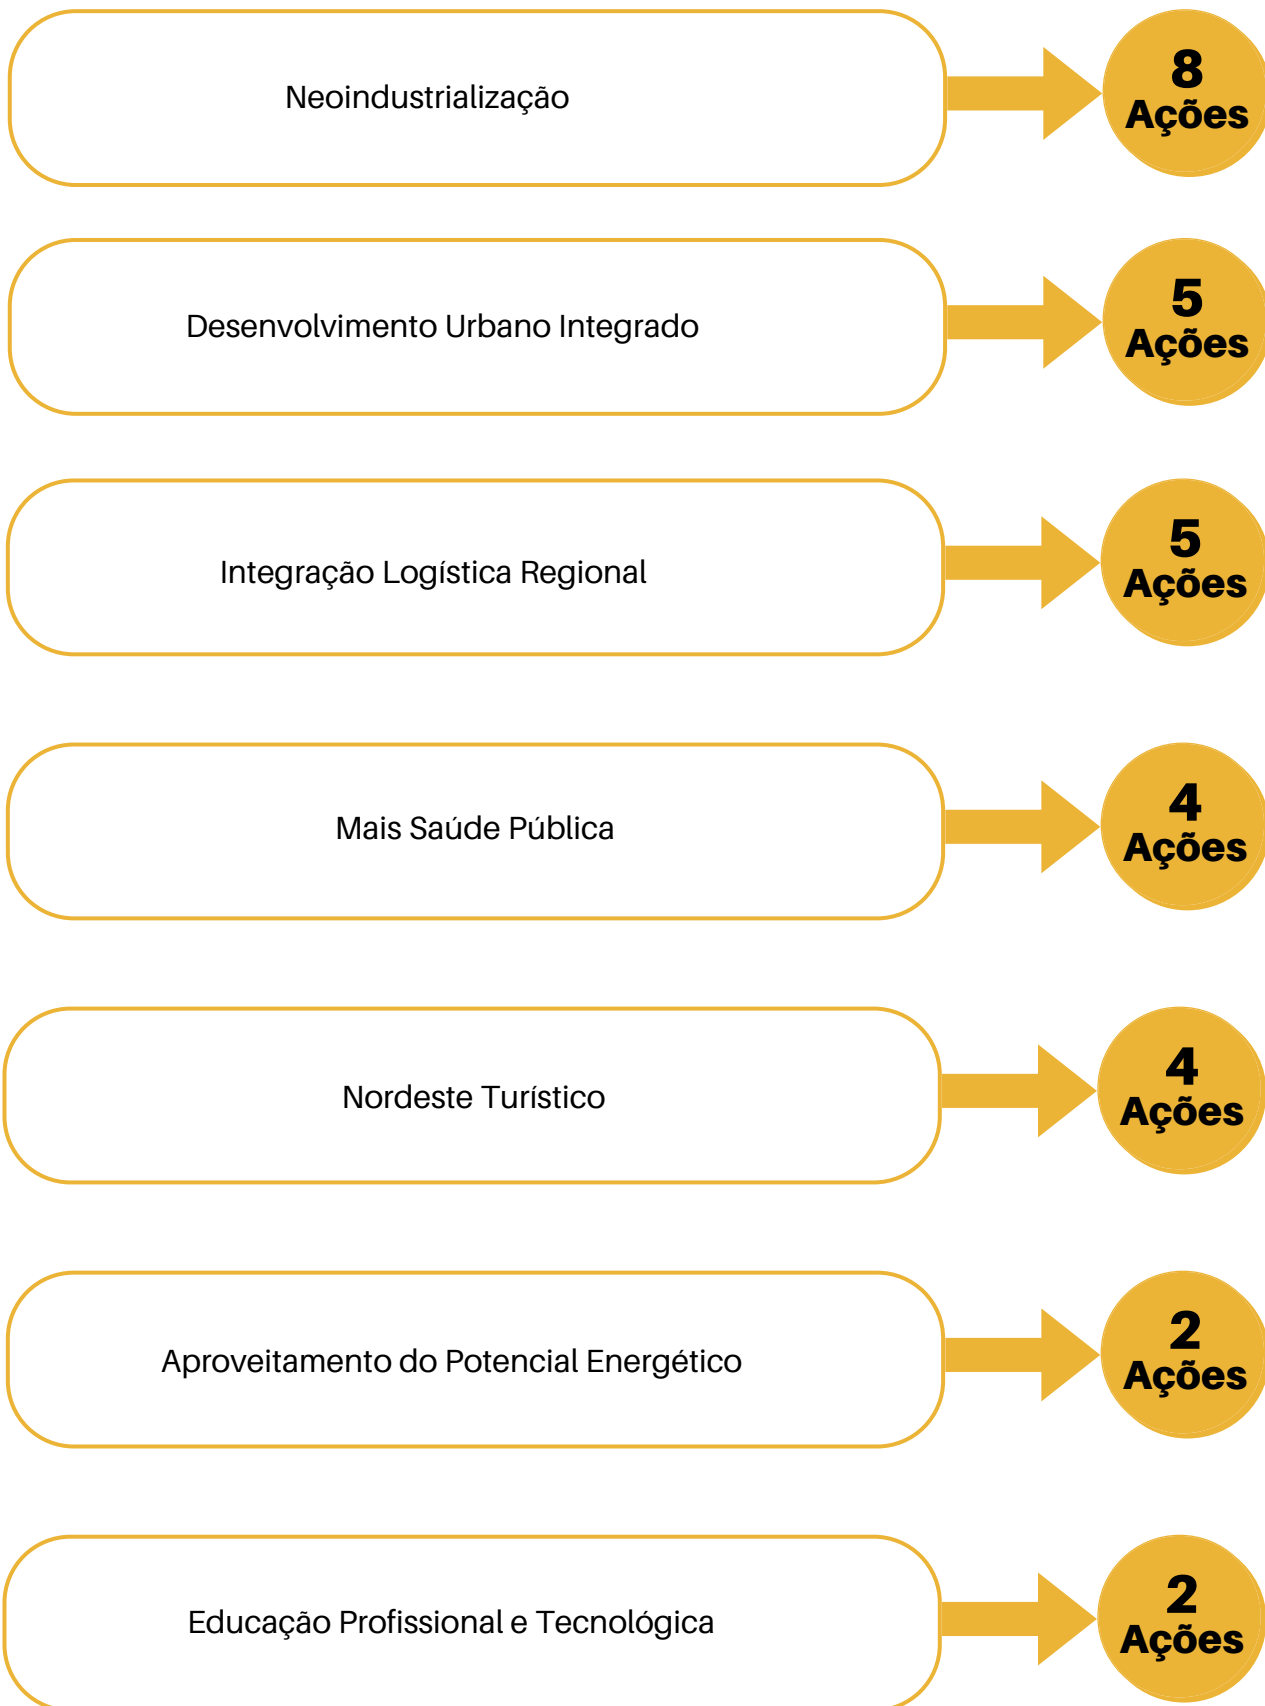 Neoindustrialização
8
Ações
Desenvolvimento Urbano Integrado
5
Ações
Integração Logística Regional
5
Ações
Mais Saúde Pública
4
Ações
Nordeste Turístico
4
Ações
Aproveitamento do Potencial Energético
2
Ações
Educação Profissional e Tecnológica
2
Ações